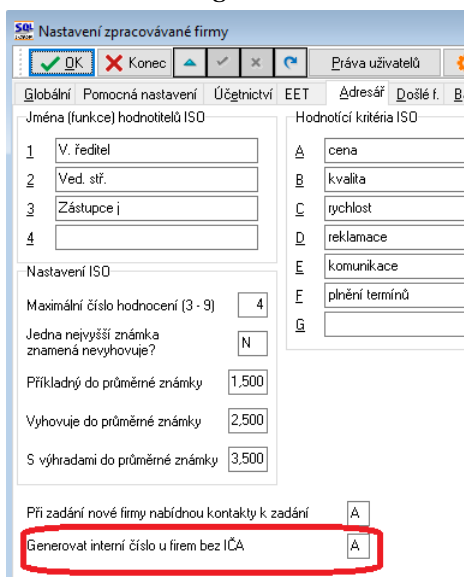 Nastavení zpracovávané firmy
OK Konec Práva uživatelů
Globální Pomocná nastavení Účetnictví EET Adresář Došlé f.
Jména (funkce) hodnotitelů ISO
1 V. ředitel
2 Ved. stř.
3 Zástupce j
4
Hodnotící kritéria ISO
A cena
B kvalita
C rychlost
D reklamace
E komunikace
F plnění termínů
G
Nastavení ISO
Maximální číslo hodnocení (3 - 9) 4
Jedna nejvyšší známka
znamená nevyhovuje? N
Příkladný do průměrné známky 1,500
Vyhovuje do průměrné známky 2,500
S výhradami do průměrné známky 3,500
Při zadání nové firmy nabídnou kontakty k zadání A
Generovat interní číslo u firem bez IČA A